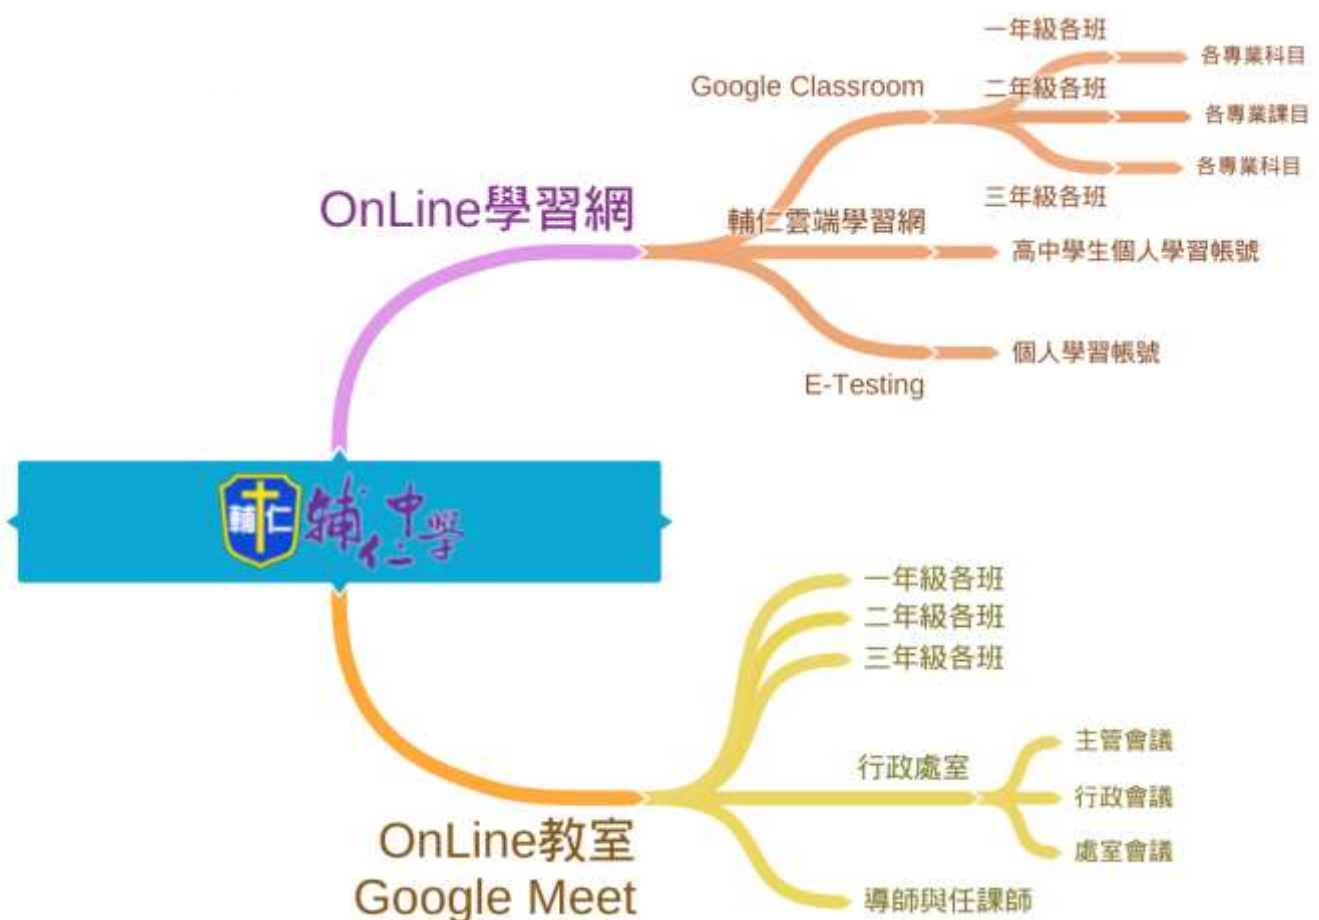 一年級各班
各專業科目
Google Classroom
二年級各班
各專業課目
各專業科目
三年級各班
OnLine學習網
輔仁雲端學習網
高中學生個人學習帳號
個人學習帳號
E-Testing
輔仁
輔仁中學
一年級各班
二年級各班
三年級各班
行政處室
主管會議
行政會議
處室會議
OnLine教室
Google Meet
導師與任課師